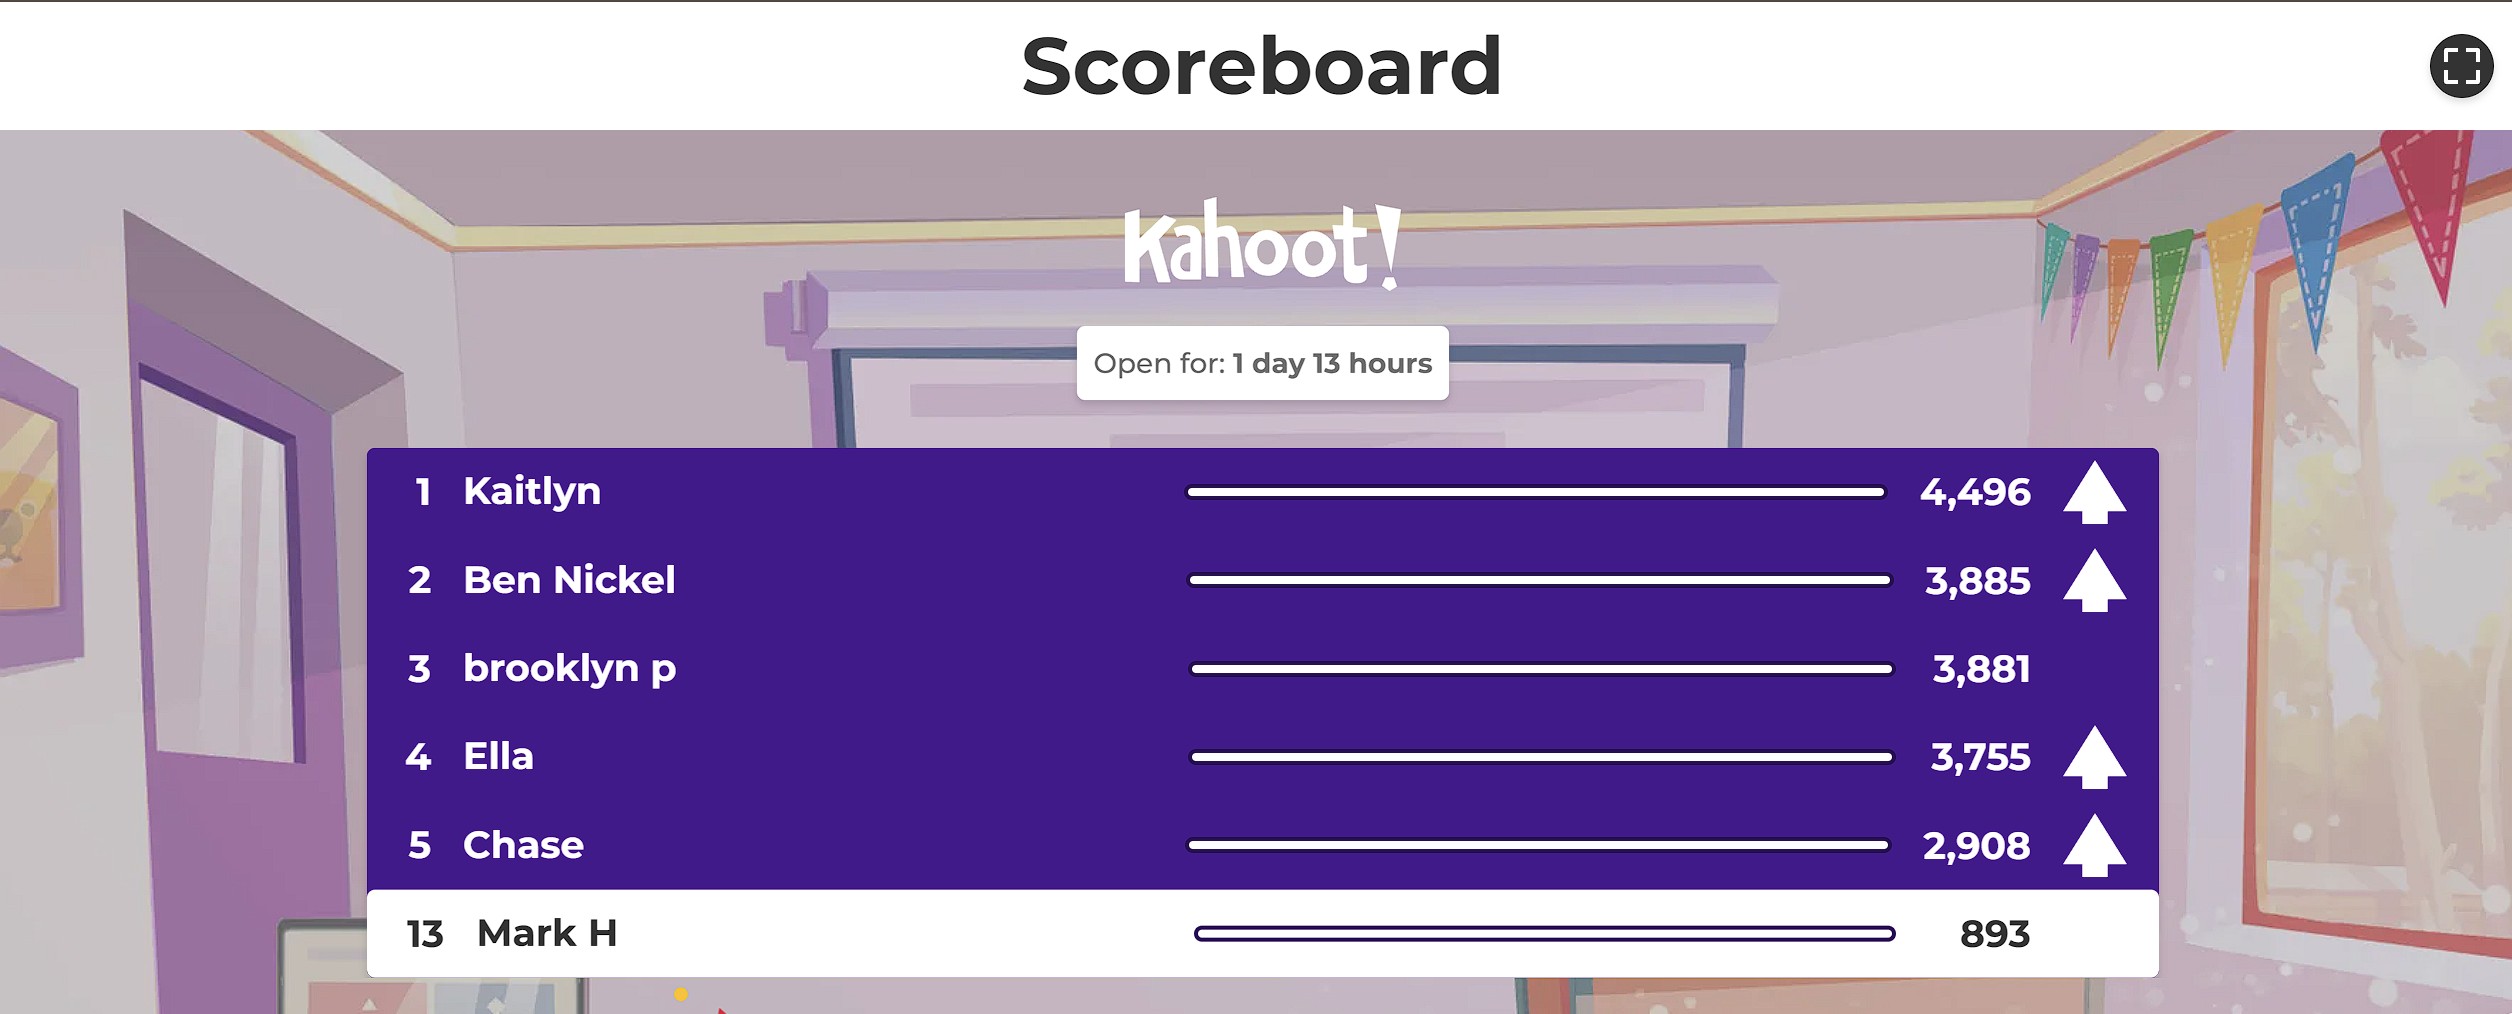 Scoreboard
Kahoot!
Open for: 1 day 13 hours
1 Kaitlyn 4,496
2 Ben Nickel 3,885
3 brooklyn p 3,881
4 Ella 3,755
5 Chase 2,908
13 Mark H 893